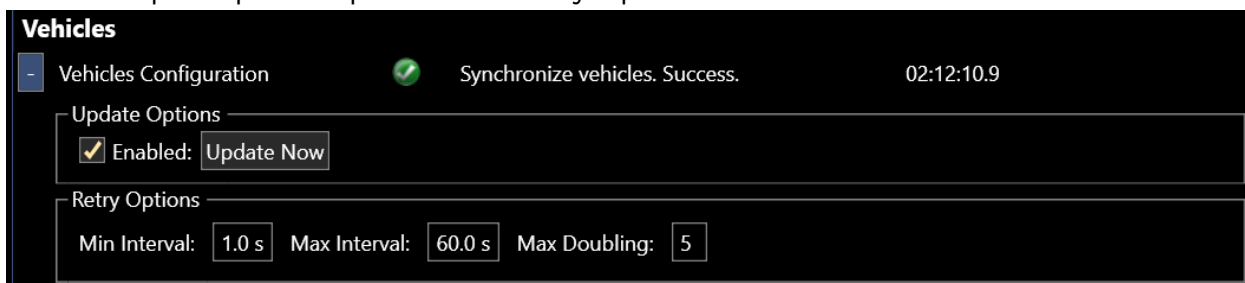 Vehicles
- Vehicles Configuration Synchronize vehicles. Success. 02:12:10.9
Update Options
Enabled: Update Now
Retry Options
Min Interval: 1.0 s Max Interval: 60.0 s Max Doubling: 5